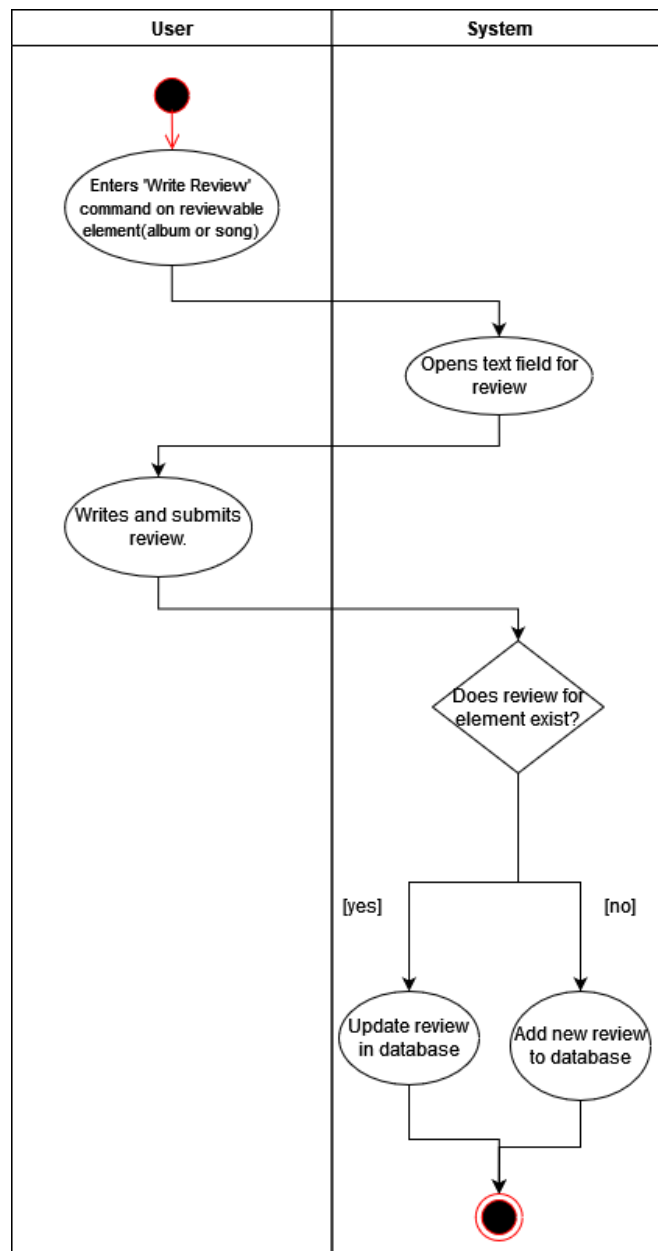 User
System
Enters 'Write Review'
command on reviewable
element(album or song)
Opens text field for
review
Writes and submits
review.
Does review for
element exist?
[yes]
[no]
Update review
in database
Add new review
to database